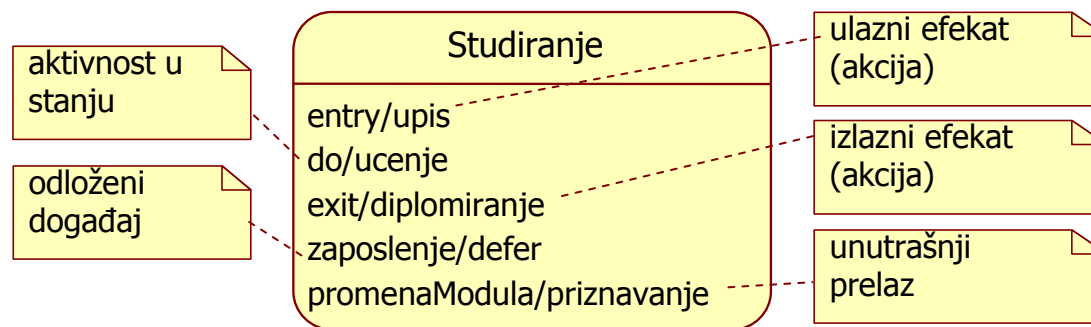 aktivnost u
stanju
odloženi
događaj
Studiranje
entry/upis
do/ucenje
exit/diplomiranje
zaposlenje/defer
promenaModula/priznavanje
ulazni efekat
(akcija)
izlazni efekat
(akcija)
unutrašnji
prelaz